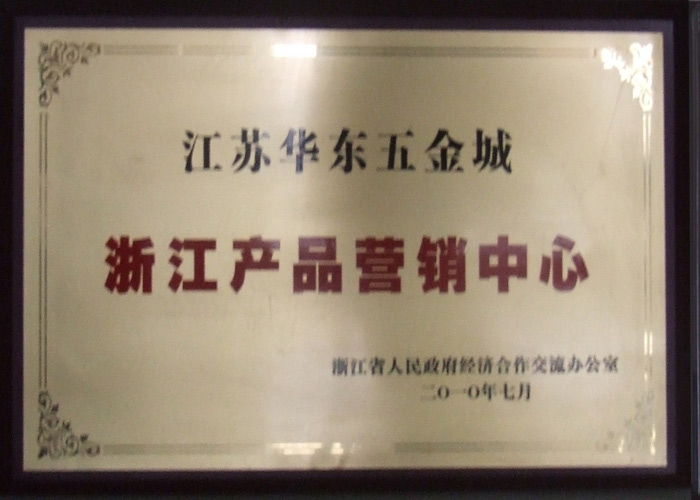 江苏华东五金城
浙江产品营销中心
浙江省人民政府经济合作交流办公室
二〇一〇年七月